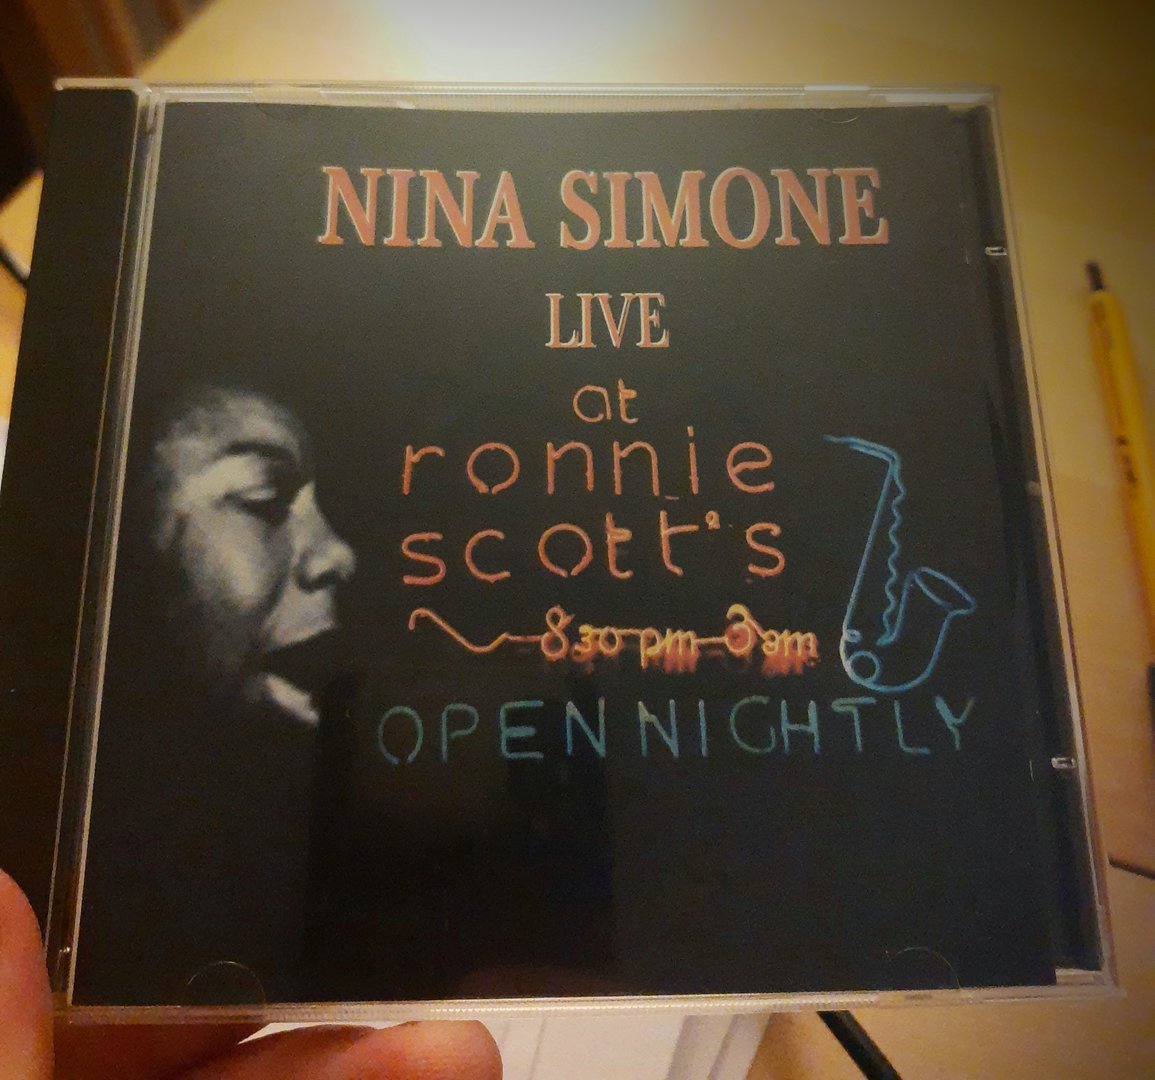 NINA SIMONE
LIVE
at
ronnie
scott's
8.30 pm-3 am
OPEN NIGHTLY